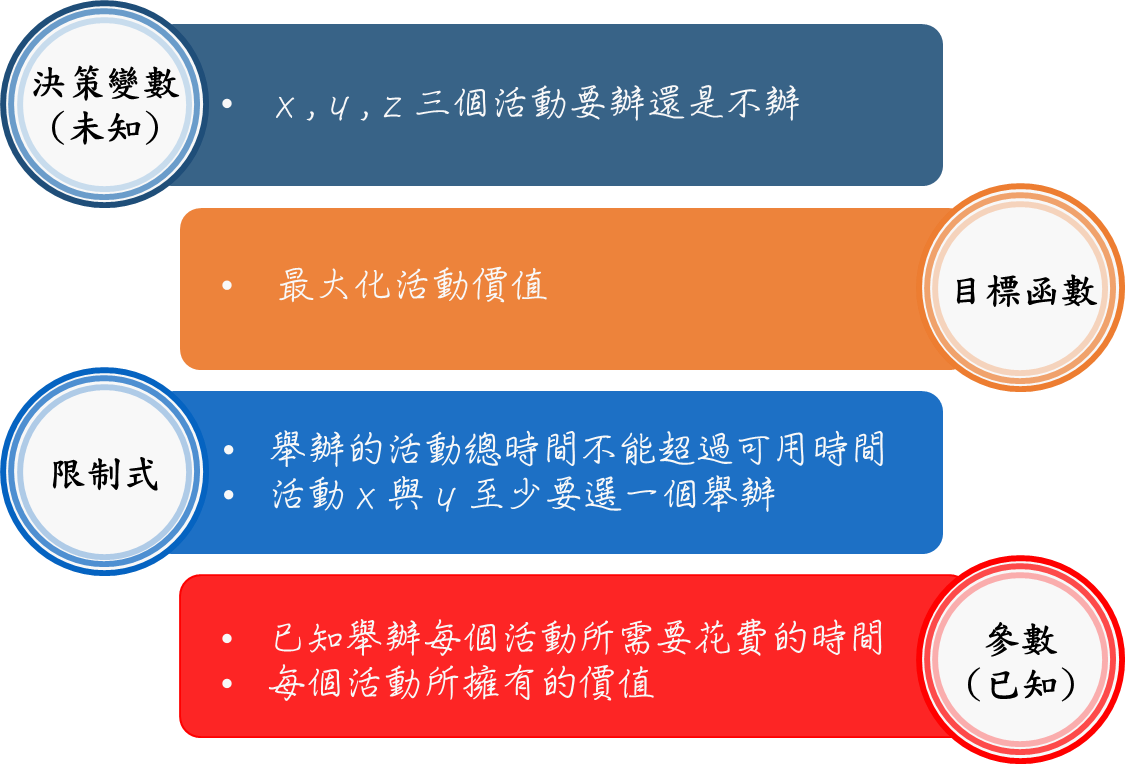 決策變數
（未知）
• x , y , z 三個活動要辦還是不辦
• 最大化活動價值
目標函數
限制式
• 舉辦的活動總時間不能超過可用時間
• 活動 x 與 y 至少要選一個舉辦
• 已知舉辦每個活動所需要花費的時間
• 每個活動所擁有的價值
參數
（已知）